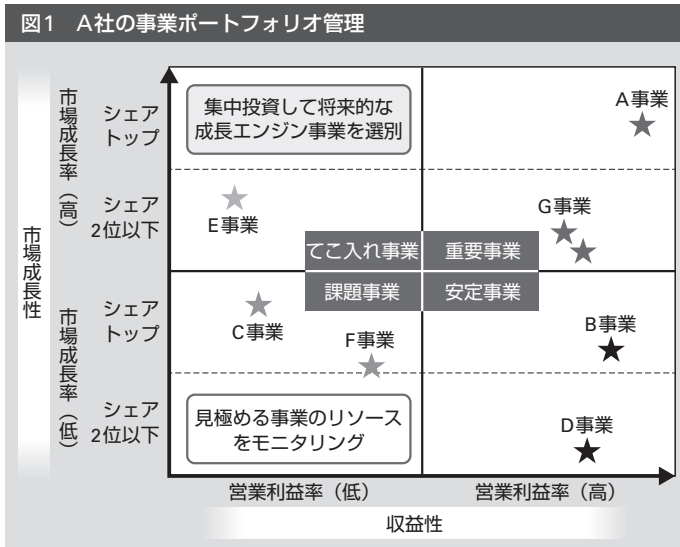 図1 A社の事業ポートフォリオ管理
市場成長性
市場成長率（高）
市場成長率（低）
シェア
トップ
シェア
2位以下
シェア
トップ
シェア
2位以下
集中投資して将来的な
成長エンジン事業を選別
A事業
E事業
G事業
てこ入れ事業
重要事業
課題事業
安定事業
C事業
F事業
B事業
見極める事業のリソース
をモニタリング
D事業
営業利益率（低）
営業利益率（高）
収益性